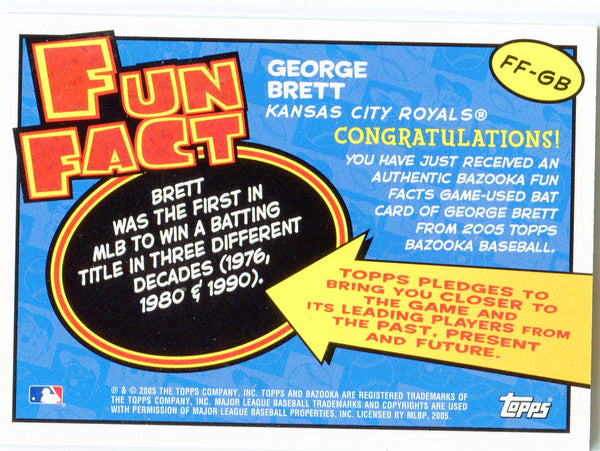 FUN
FACT
GEORGE
BRETT
KANSAS CITY ROYALS®
FF-GB
CONGRATULATIONS!
YOU HAVE JUST RECEIVED AN
AUTHENTIC BAZOOKA FUN
FACTS GAME-USED BAT
CARD OF GEORGE BRETT
FROM 2005 TOPPS
BAZOOKA BASEBALL.
BRETT
WAS THE FIRST IN
MLB TO WIN A BATTING
TITLE IN THREE DIFFERENT
DECADES (1976,
1980 & 1990).
TOPPS PLEDGES TO
BRING YOU CLOSER TO
THE GAME AND
ITS LEADING PLAYERS FROM
THE PAST, PRESENT
AND FUTURE.
® & © 2005 THE TOPPS COMPANY, INC. TOPPS AND BAZOOKA ARE REGISTERED TRADEMARKS OF
THE TOPPS COMPANY, INC. MAJOR LEAGUE BASEBALL TRADEMARKS AND COPYRIGHTS ARE USED
WITH PERMISSION OF MAJOR LEAGUE BASEBALL PROPERTIES, INC. LICENSED BY MLBP, 2005.
topps